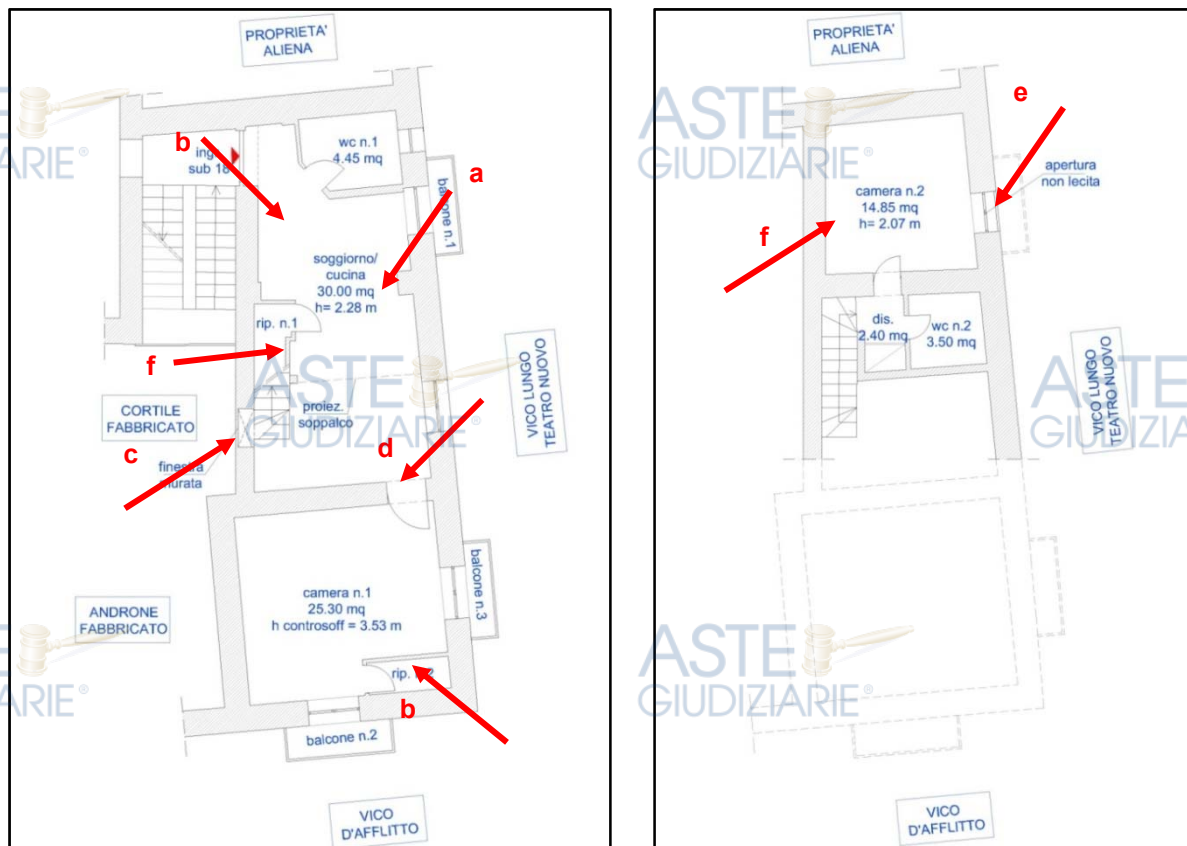 PROPRIETA'
ALIENA
ASTE
GIUDIZIARIE®
b
ing.
sub 18
wc n.1
4.45 mq
a
balcone n.1
soggiorno/
cucina
30.00 mq
h= 2.28 m
rip. n.1
f
ASTE
GIUDIZIARIE®
VICO LUNGO
TEATRO NUOVO
CORTILE
FABBRICATO
proiez.
soppalco
c
d
finestra
murata
camera n.1
25.30 mq
h controsoff = 3.53 m
balcone n.3
ANDRONE
FABBRICATO
rip.
b
balcone n.2
VICO
D'AFFLITTO
PROPRIETA'
ALIENA
ASTE
GIUDIZIARIE®
e
apertura
non lecita
camera n.2
14.85 mq
h= 2.07 m
f
dis.
2.40 mq
wc n.2
3.50 mq
VICO LUNGO
TEATRO NUOVO
ASTE
GIUDIZIARIE
ASTE
GIUDIZIARIE®
VICO
D'AFFLITTO